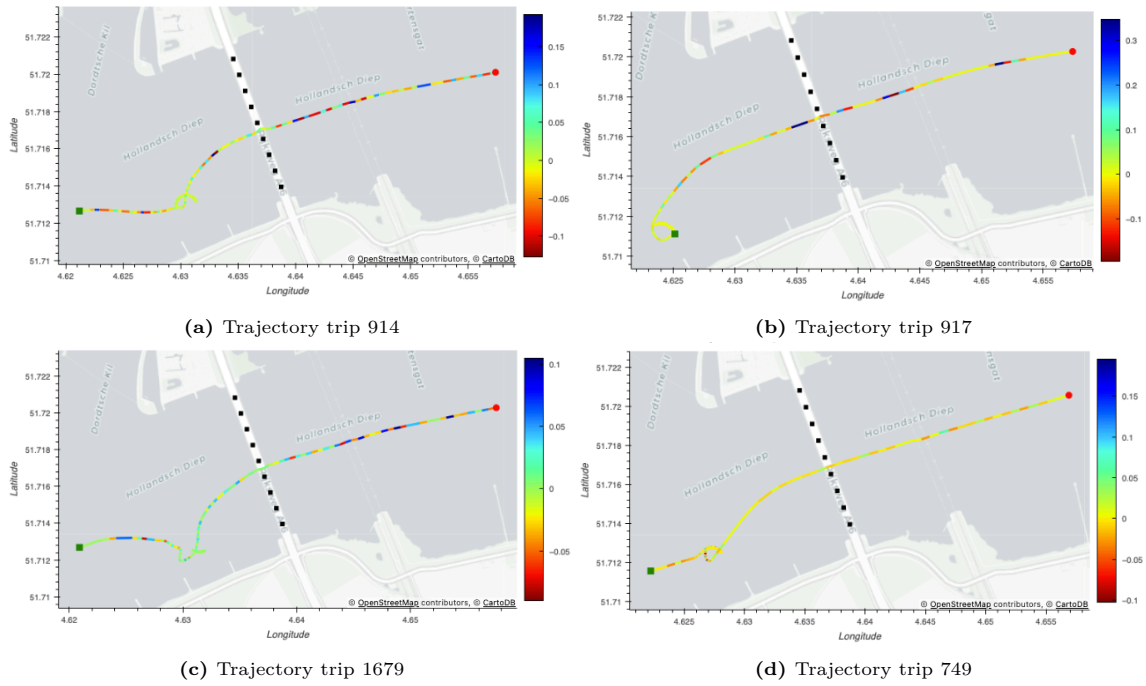 51.722
51.72
51.718
51.716
51.714
51.712
51.71
Latitude
Dordtsche Kil
Hollandsch Diep
Hollandsch Diep
© OpenStreetMap contributors, © CartoDB
4.62
4.625
4.63
4.635
4.64
4.645
4.65
4.655
Longitude
0.15
0.1
0.05
0
−0.05
−0.1
(a) Trajectory trip 914
51.722
51.72
51.718
51.716
51.714
51.712
51.71
Latitude
Dordtsche Kil
Hollandsch Diep
Hollandsch Diep
© OpenStreetMap contributors, © CartoDB
4.625
4.63
4.635
4.64
4.645
4.65
4.655
Longitude
0.3
0.2
0.1
0
−0.1
(b) Trajectory trip 917
51.722
51.72
51.718
51.716
51.714
51.712
51.71
Latitude
Dordtsche Kil
Hollandsch Diep
Hollandsch Diep
© OpenStreetMap contributors, © CartoDB
4.62
4.63
4.64
4.65
Longitude
0.1
0.05
0
−0.05
(c) Trajectory trip 1679
51.722
51.72
51.718
51.716
51.714
51.712
51.71
Latitude
Dordtsche Kil
Hollandsch Diep
Hollandsch Diep
© OpenStreetMap contributors, © CartoDB
4.625
4.63
4.635
4.64
4.645
4.65
4.655
Longitude
0.15
0.1
0.05
0
−0.05
−0.1
(d) Trajectory trip 749